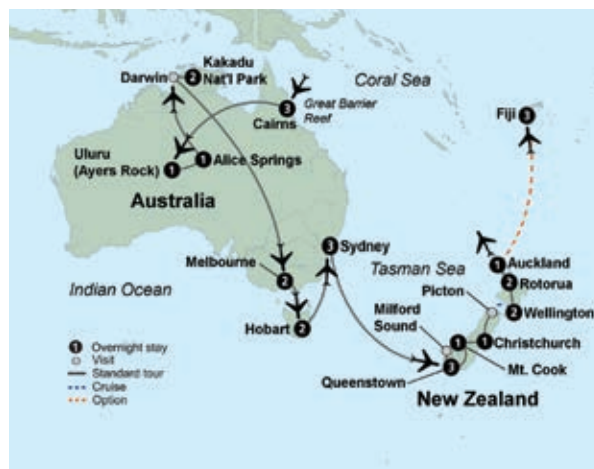 Kakadu
Nat'l Park
2
Darwin
Coral Sea
3
Great Barrier
Reef
Cairns
Fiji 3
Uluru
(Ayers Rock) 1
1 Alice Springs
Australia
3 Sydney
Melbourne
2
Tasman Sea
1 Auckland
2 Rotorua
Picton
2 Wellington
Indian Ocean
Hobart 2
Milford
Sound
1
1 Christchurch
Mt. Cook
Queenstown 3
New Zealand
1 Overnight stay
Visit
Standard tour
Cruise
Option